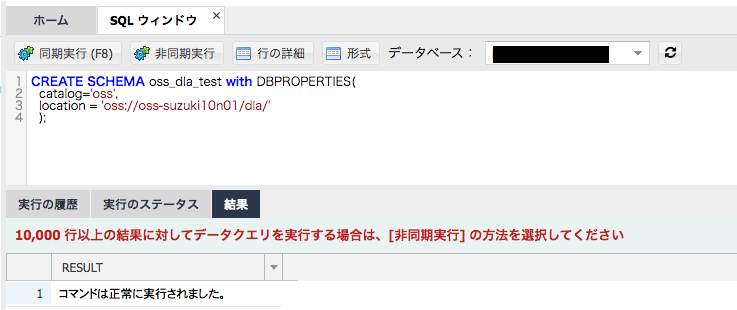 ホーム SQL ウィンドウ ×
同期実行 (F8) 非同期実行 行の詳細 形式 データベース：
1 CREATE SCHEMA oss_dla_test with DBPROPERTIES(
2 catalog='oss',
3 location = 'oss://oss-suzuki10n01/dla/'
4 );
実行の履歴 実行のステータス 結果
10,000 行以上の結果に対してデータクエリを実行する場合は、[非同期実行] の方法を選択してください
RESULT
1 コマンドは正常に実行されました。